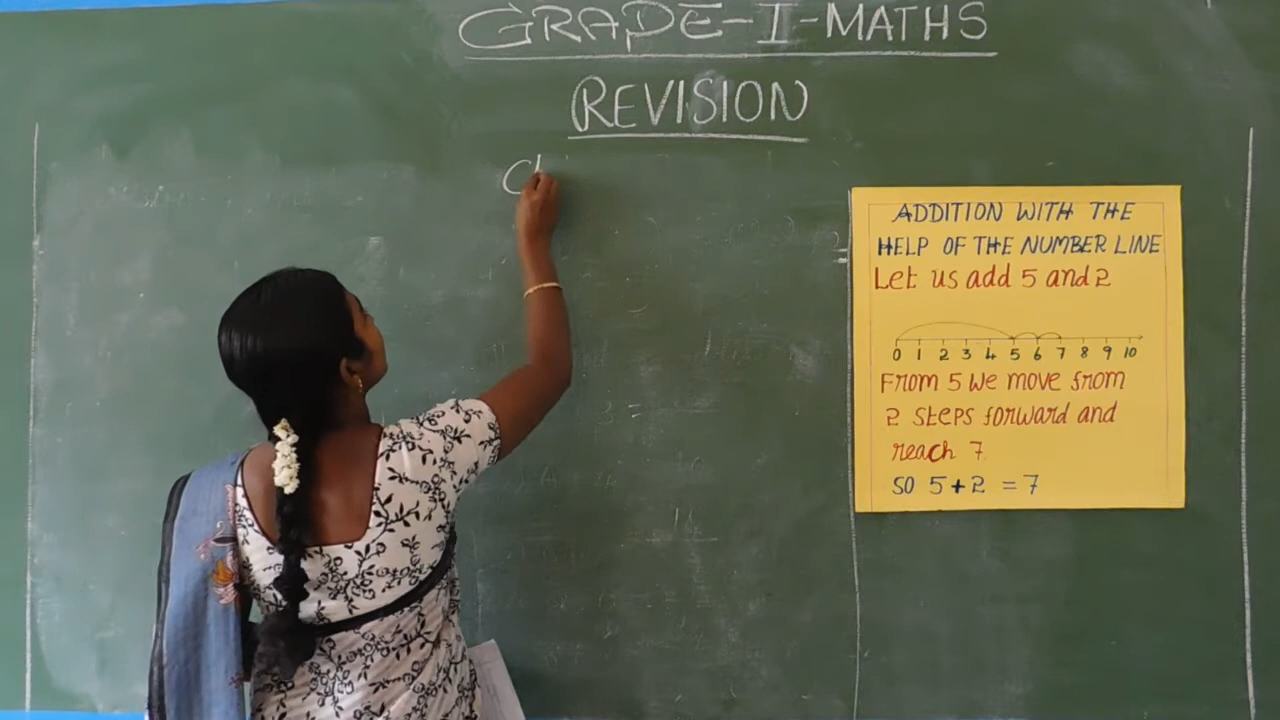 GRADE-I-MATHS
REVISION
ADDITION WITH THE
HELP OF THE NUMBER LINE
Let us add 5 and 2
0 1 2 3 4 5 6 7 8 9 10
From 5 we move from
2 steps forward and
reach 7
so 5+2 =7